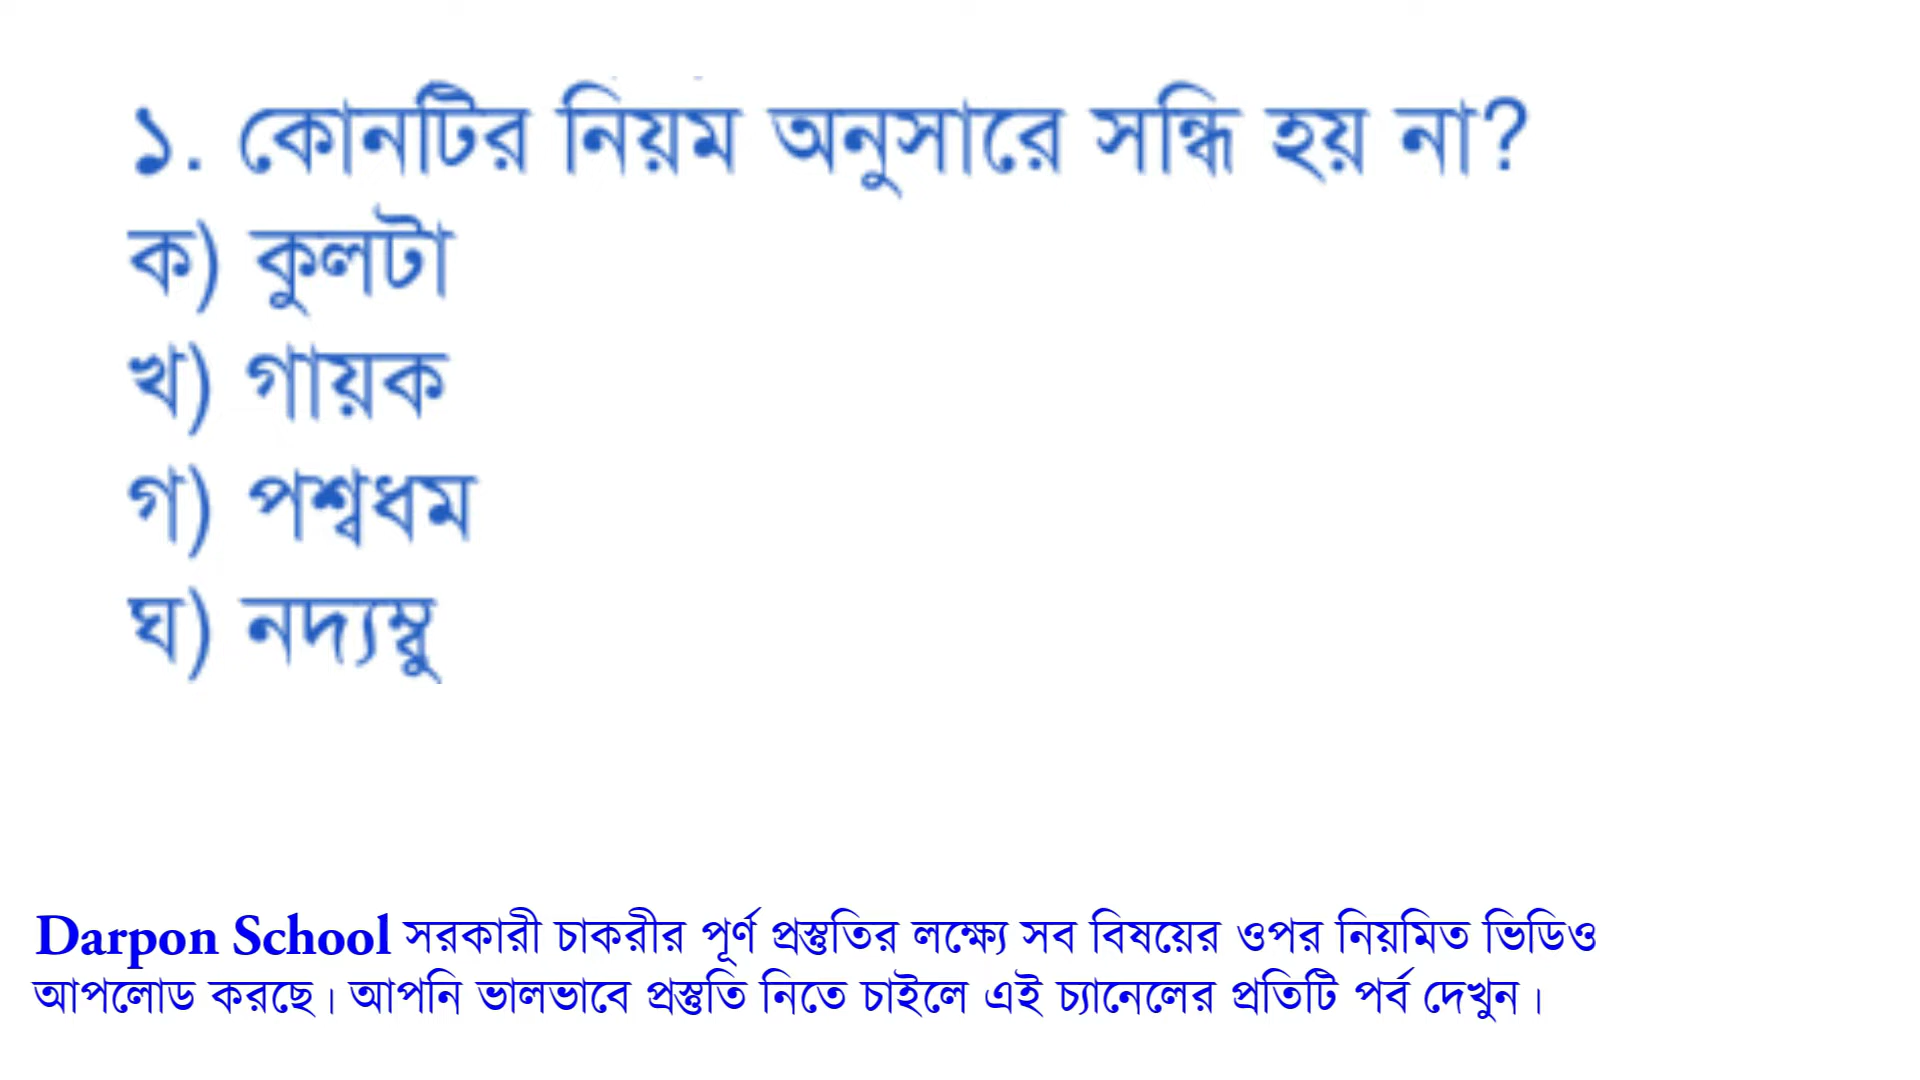 ১. কোনটির নিয়ম অনুসারে সন্ধি হয় না?
ক) কুলটা
খ) গায়ক
গ) পশ্বধম
ঘ) নদ্যম্বু
Darpon School সরকারী চাকরীর পূর্ণ প্রস্তুতির লক্ষ্যে সব বিষয়ের ওপর নিয়মিত ভিডিও
আপলোড করছে। আপনি ভালভাবে প্রস্তুতি নিতে চাইলে এই চ্যানেলের প্রতিটি পর্ব দেখুন।